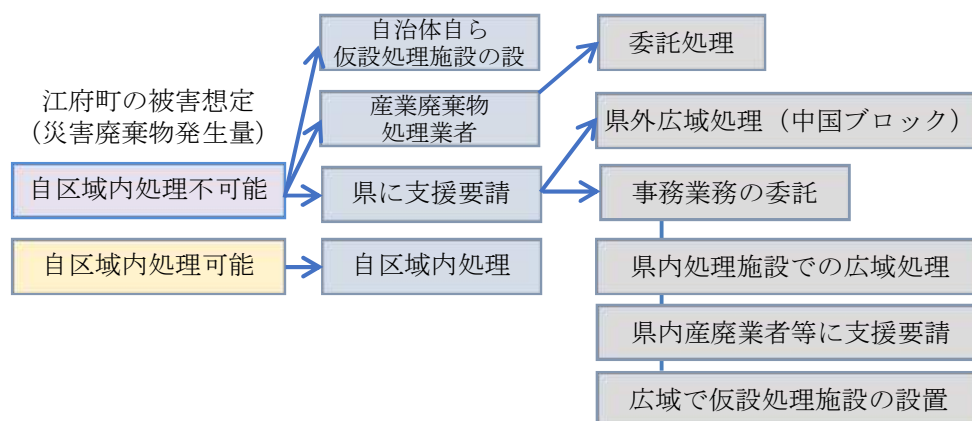 自治体自ら
仮設処理施設の設
委託処理
江府町の被害想定
（災害廃棄物発生量）
産業廃棄物
処理業者
県外広域処理（中国ブロック）
自区域内処理不可能
県に支援要請
事務業務の委託
自区域内処理可能
自区域内処理
県内処理施設での広域処理
県内産廃業者等に支援要請
広域で仮設処理施設の設置